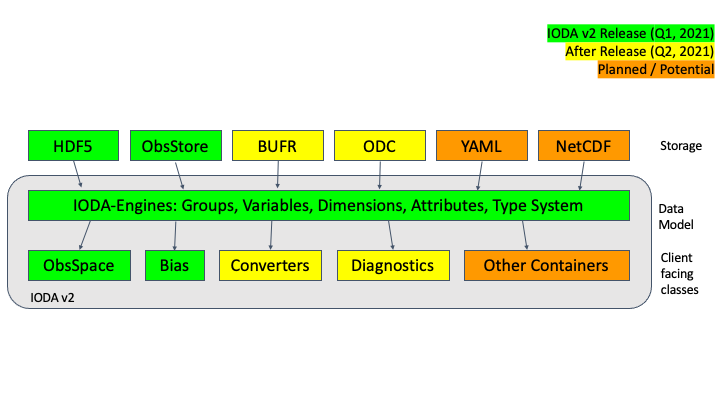 IODA v2 Release (Q1, 2021)
After Release (Q2, 2021)
Planned / Potential
HDF5
ObsStore
BUFR
ODC
YAML
NetCDF
Storage
IODA-Engines: Groups, Variables, Dimensions, Attributes, Type System
Data
Model
ObsSpace
Bias
Converters
Diagnostics
Other Containers
Client
facing
classes
IODA v2